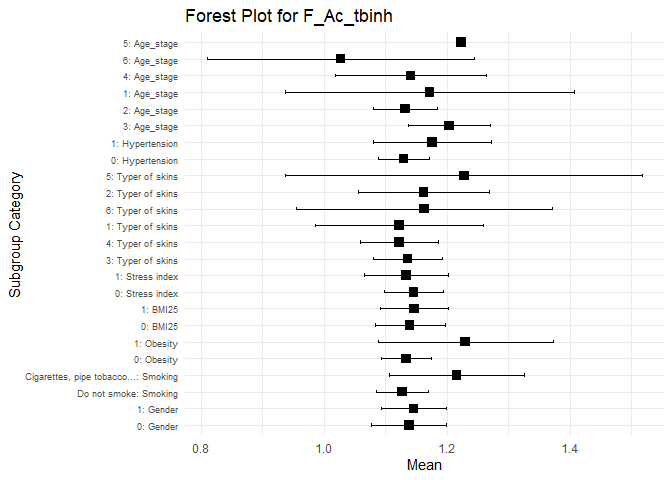 Forest Plot for F_Ac_tbinh
5: Age_stage
6: Age_stage
4: Age_stage
1: Age_stage
2: Age_stage
3: Age_stage
1: Hypertension
0: Hypertension
5: Typer of skins
2: Typer of skins
6: Typer of skins
1: Typer of skins
4: Typer of skins
3: Typer of skins
1: Stress index
0: Stress index
1: BMI25
0: BMI25
1: Obesity
0: Obesity
Cigarettes, pipe tobacco...: Smoking
Do not smoke: Smoking
1: Gender
0: Gender
Subgroup Category
0.8 1.0 1.2 1.4
Mean